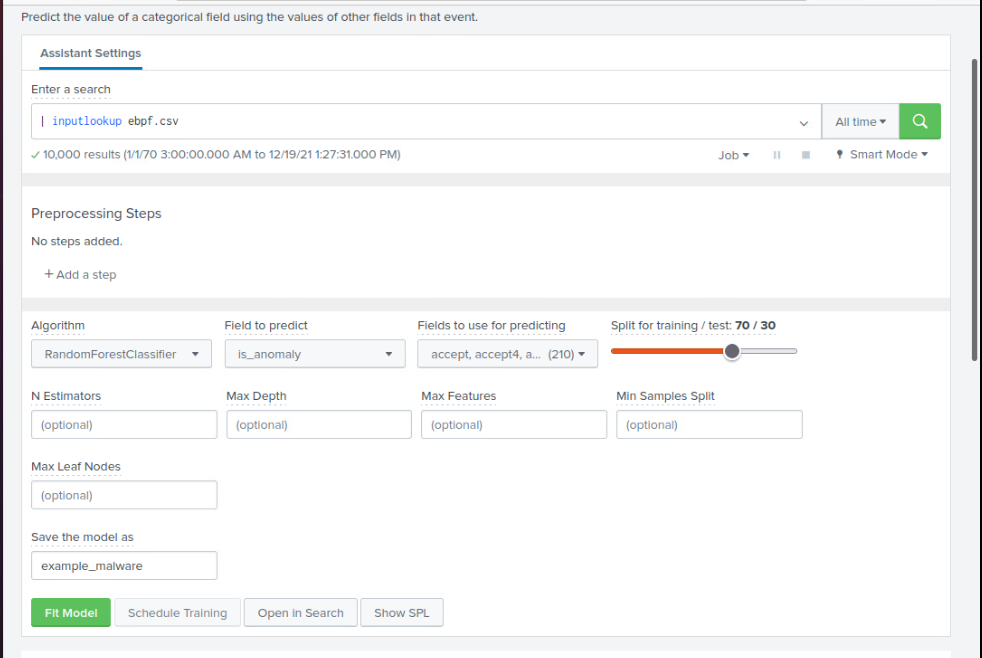 Predict the value of a categorical field using the values of other fields in that event.
Assistant Settings
Enter a search
| inputlookup ebpf.csv
All time
10,000 results (1/1/70 3:00:00.000 AM to 12/19/21 1:27:31.000 PM)
Job
Smart Mode
Preprocessing Steps
No steps added.
+ Add a step
Algorithm
Field to predict
Fields to use for predicting
Split for training / test: 70 / 30
RandomForestClassifier
is_anomaly
accept, accept4, a... (210)
N Estimators
Max Depth
Max Features
Min Samples Split
(optional)
(optional)
(optional)
(optional)
Max Leaf Nodes
(optional)
Save the model as
example_malware
Fit Model
Schedule Training
Open in Search
Show SPL